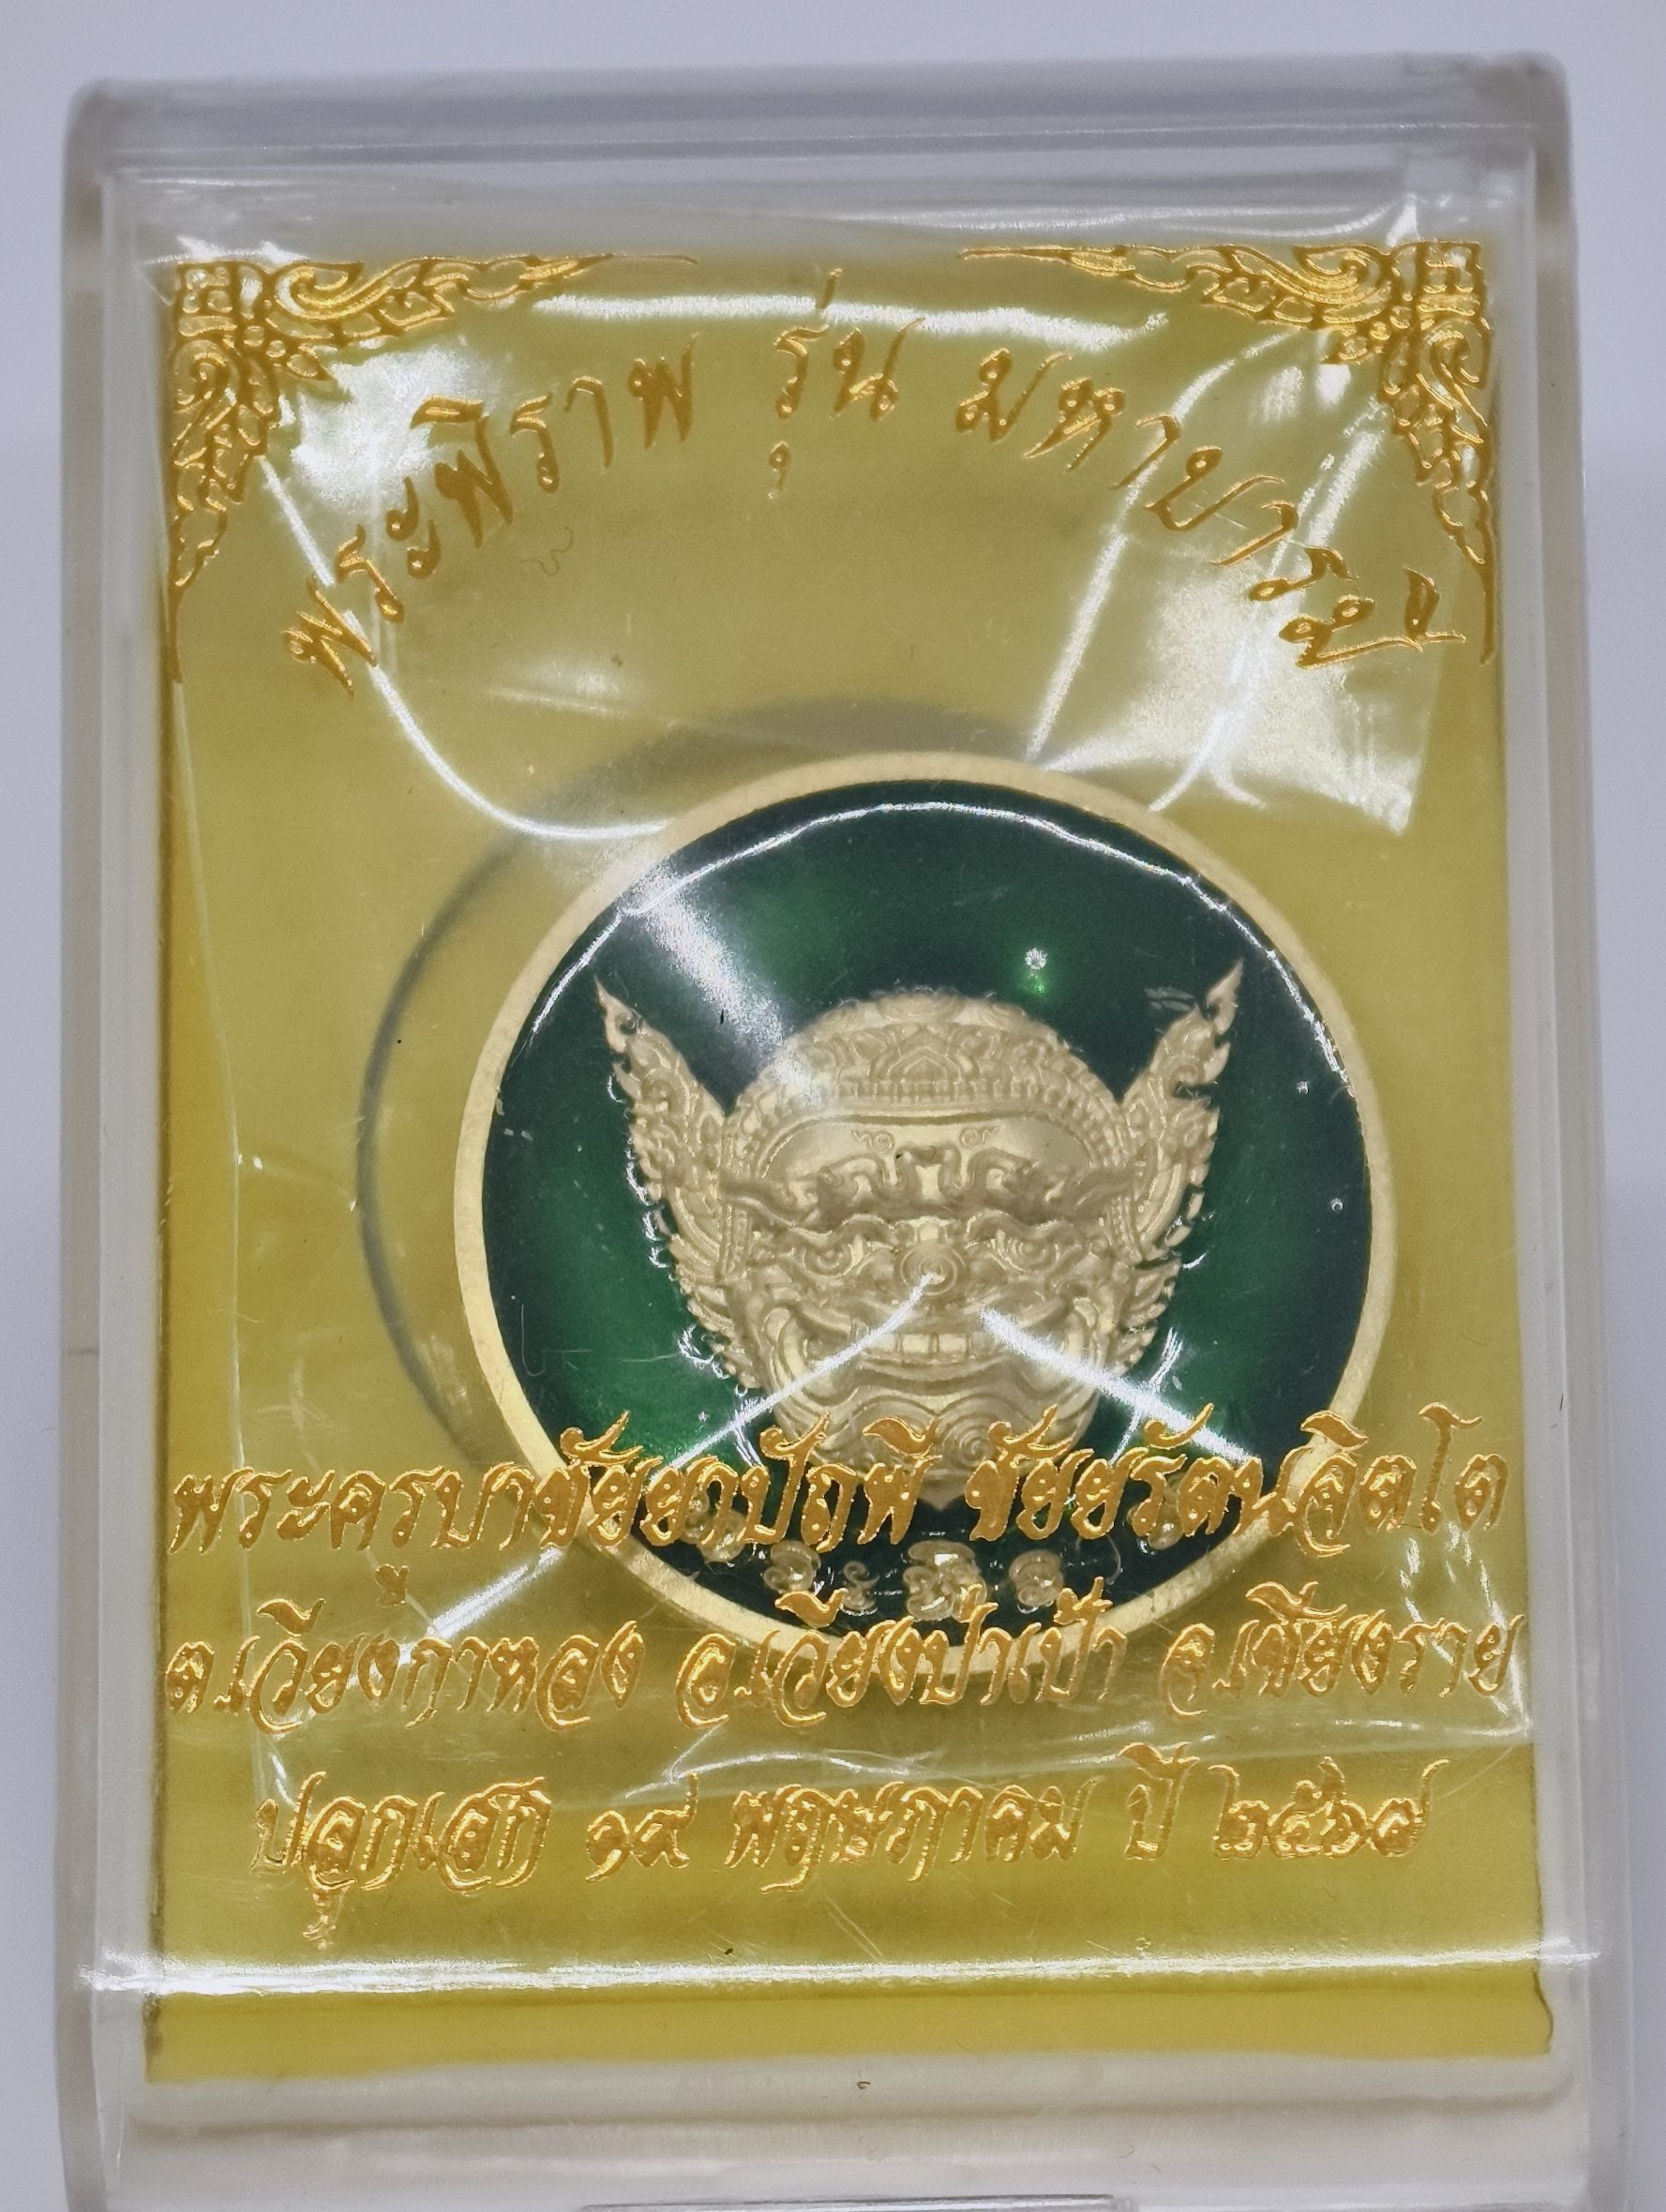 พระพิราพ รุ่น มหาบารมี
พระครูบาชัยยาปัถพี ชัยยรัตนจิตโต
ต.เวียงกาหลง อ.เวียงป่าเป้า จ.เชียงราย
ปลุกเสก ๑๙ พฤษภาคม ปี ๒๕๖๗